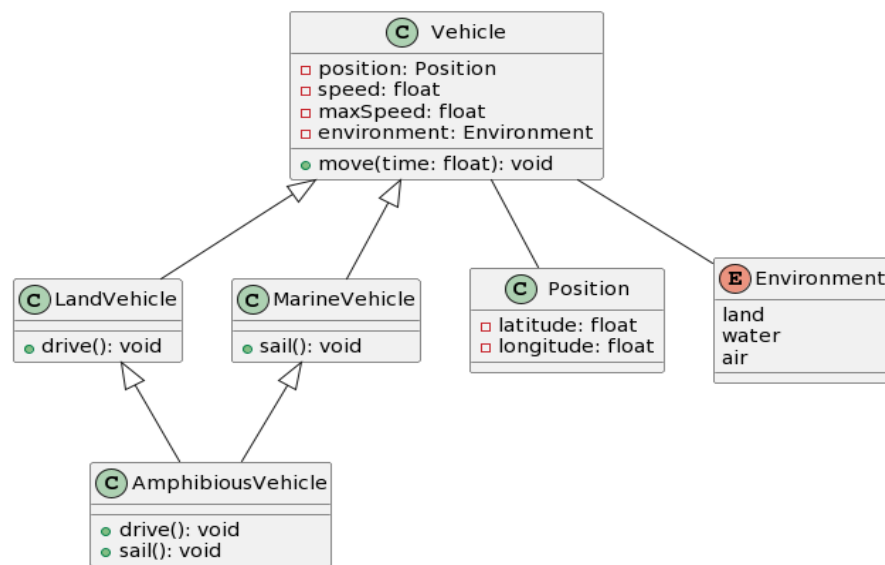 C Vehicle
position: Position
speed: float
maxSpeed: float
environment: Environment
move(time: float): void
C LandVehicle
drive(): void
C MarineVehicle
sail(): void
C Position
latitude: float
longitude: float
E Environment
land
water
air
C AmphibiousVehicle
drive(): void
sail(): void